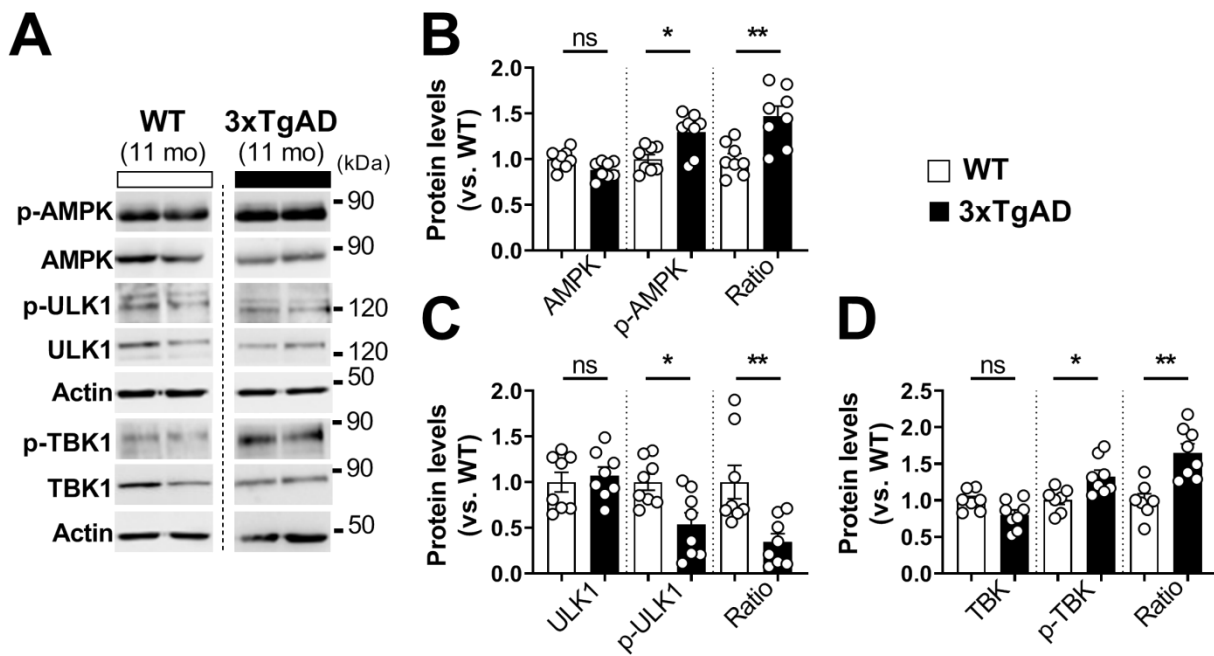 A
WT 3xTgAD
(11 mo) (11 mo) (kDa)
p-AMPK 90
AMPK 90
p-ULK1 120
ULK1 120
Actin 50
p-TBK1 90
TBK1 90
Actin 50
B
ns * **
Protein levels
(vs. WT)
2.0
1.5
1.0
0.5
0.0
AMPK p-AMPK Ratio
WT
3xTgAD
C
ns * **
Protein levels
(vs. WT)
2.0
1.5
1.0
0.5
0.0
ULK1 p-ULK1 Ratio
D
ns * **
Protein levels
(vs. WT)
2.5
2.0
1.5
1.0
0.5
0.0
TBK p-TBK Ratio